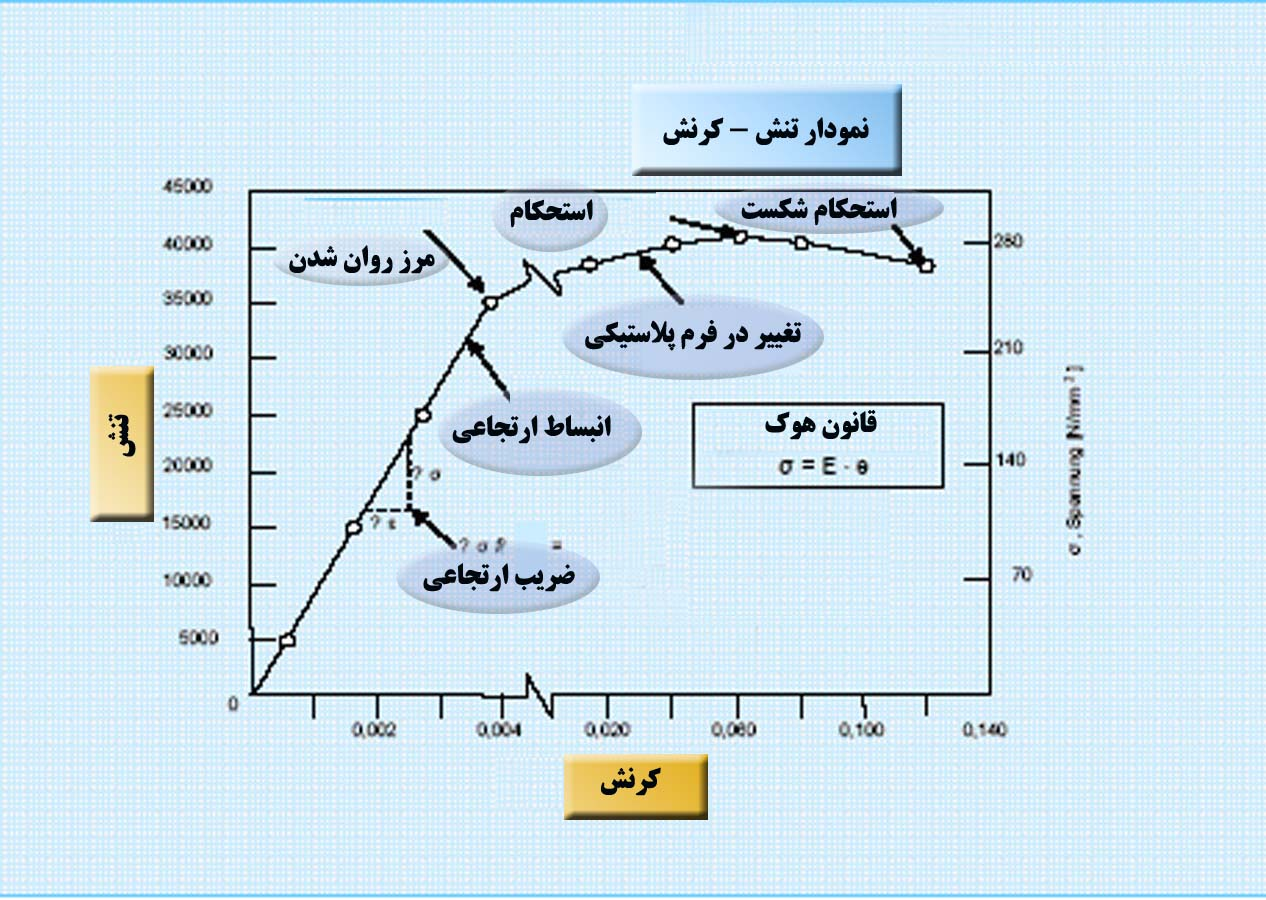 نمودار تنش – کرنش
45000
40000
35000
30000
25000
20000
15000
10000
5000
0
تنش
استحکام
استحکام شکست
مرز روان شدن
تغییر در فرم پلاستیکی
انبساط ارتجاعی
قانون هوک
σ = E · e
? σ
? ε
? σ ? =
ضریب ارتجاعی
280
210
140
70
σ , Spannung [N/mm⁻²]
0,002
0,004
0,020
0,060
0,100
0,140
کرنش